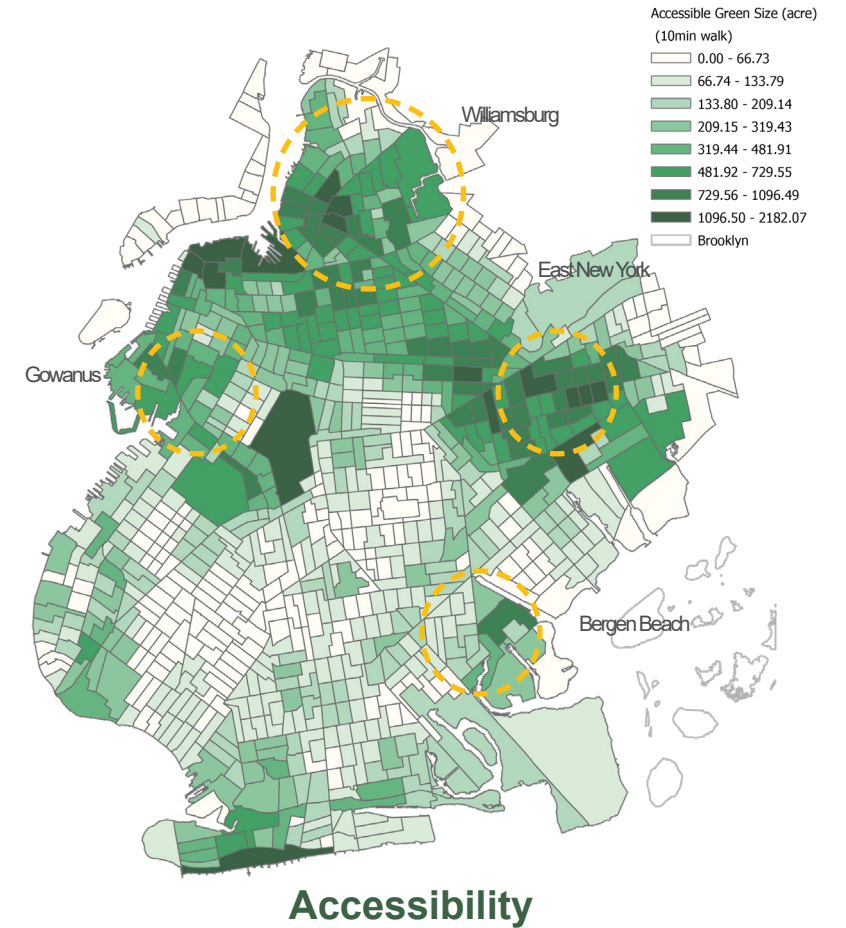 Accessible Green Size (acre)
(10min walk)
0.00 - 66.73
66.74 - 133.79
133.80 - 209.14
209.15 - 319.43
319.44 - 481.91
481.92 - 729.55
729.56 - 1096.49
1096.50 - 2182.07
Brooklyn
Williamsburg
East New York
Gowanus
Bergen Beach
Accessibility